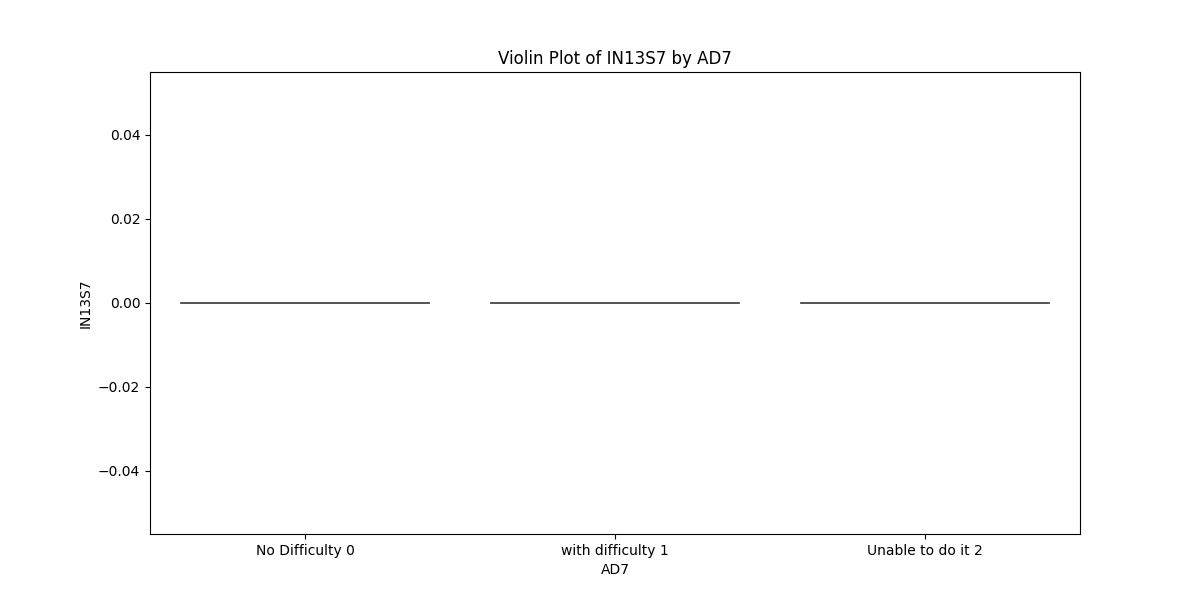 Violin Plot of IN13S7 by AD7
0.04
0.02
0.00
−0.02
−0.04
IN13S7
No Difficulty 0
with difficulty 1
Unable to do it 2
AD7